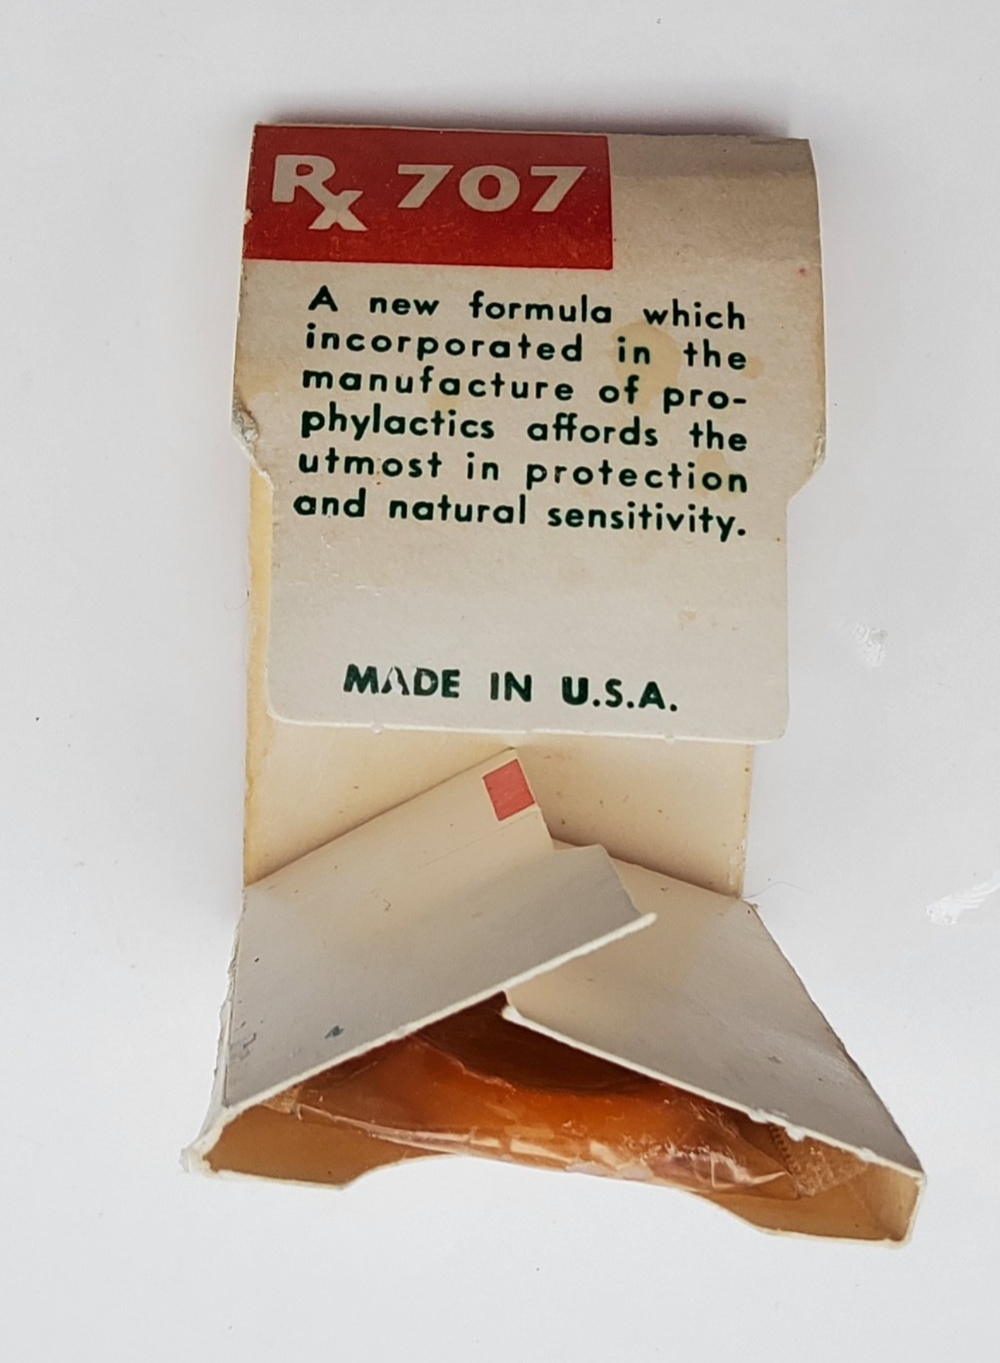 Rx 707
A new formula which
incorporated in the
manufacture of pro-
phylactics affords the
utmost in protection
and natural sensitivity.
MADE IN U.S.A.